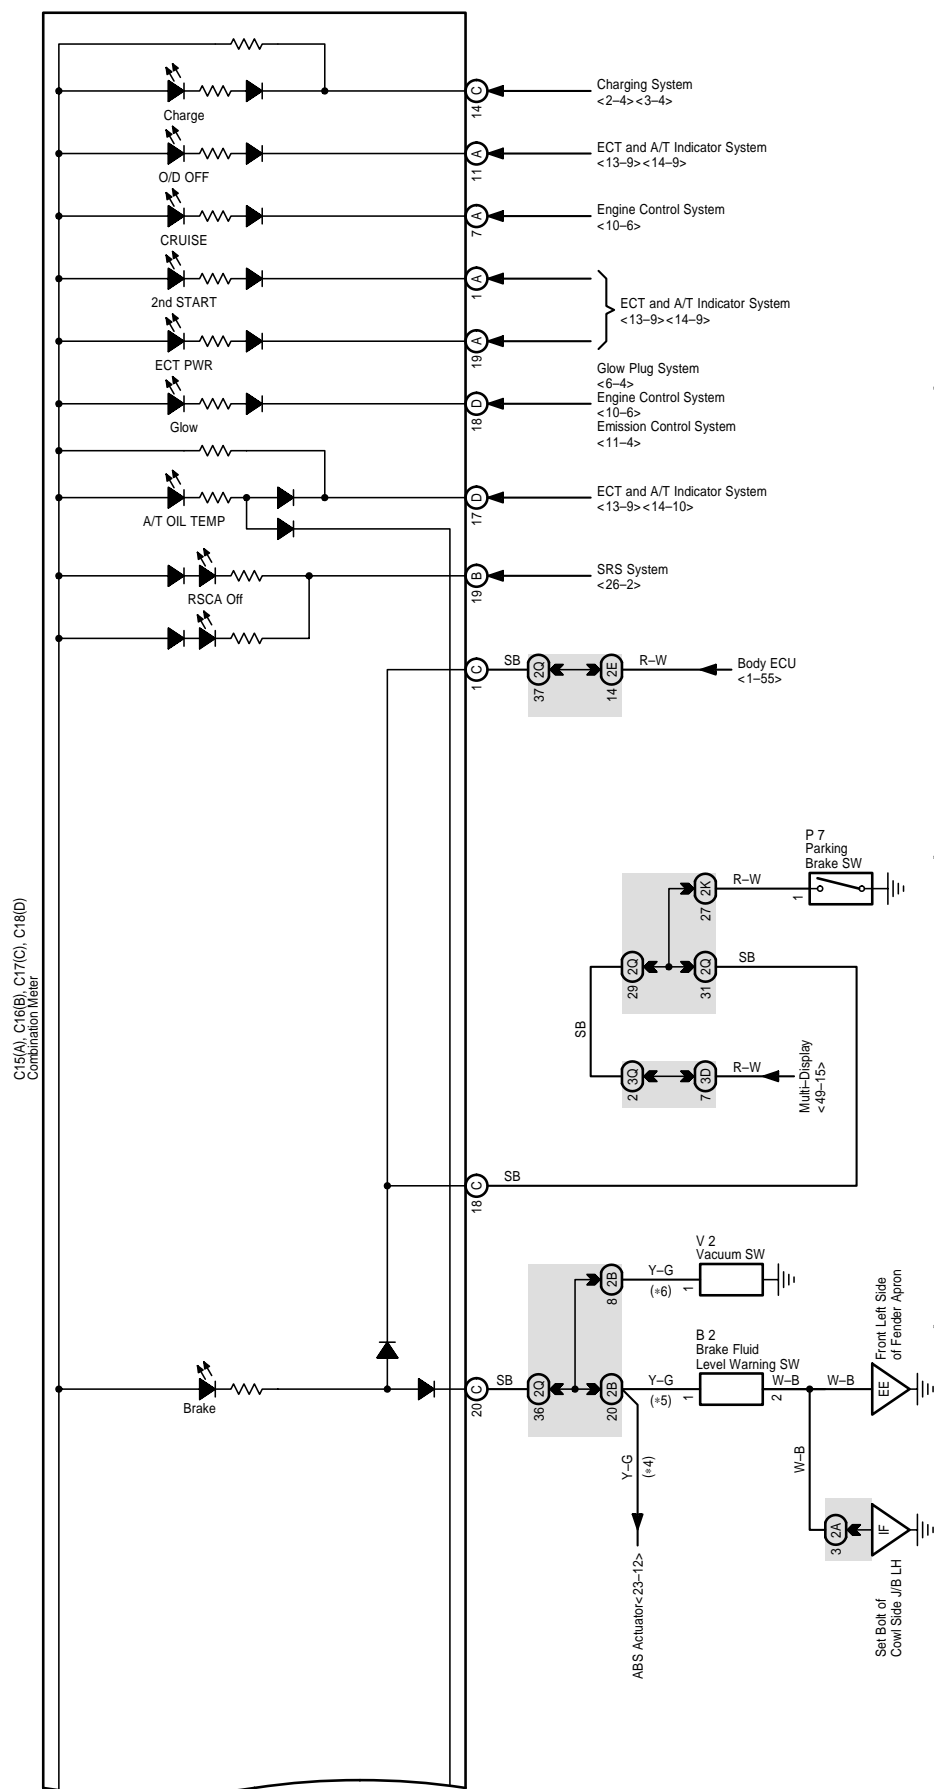 C15(A), C16(B), C17(C), C18(D)
Combination Meter
Charge
14 C
Charging System
<2–4><3–4>
O/D OFF
11 A
ECT and A/T Indicator System
<13–9><14–9>
CRUISE
7 A
Engine Control System
<10–6>
2nd START
1 A
ECT PWR
19 A
ECT and A/T Indicator System
<13–9><14–9>
Glow
18 D
Glow Plug System
<6–4>
Engine Control System
<10–6>
Emission Control System
<11–4>
A/T OIL TEMP
17 D
ECT and A/T Indicator System
<13–9><14–10>
RSCA Off
19 B
SRS System
<26–2>
1 C
SB
37 2Q
14 2E
R–W
Body ECU
<1–55>
P 7
Parking
Brake SW
27 2K
R–W
1
29 2Q
31 2Q
SB
SB
2 3Q
7 3D
R–W
Multi–Display
<49–15>
18 C
SB
V 2
Vacuum SW
8 2B
Y–G
(*6)
1
B 2
Brake Fluid
Level Warning SW
Brake
20 C
SB
36 2Q
20 2B
Y–G
(*5)
1
2
W–B
W–B
EE
Front Left Side
of Fender Apron
Y–G
(*4)
ABS Actuator<23–12>
W–B
3 2A
IF
Set Bolt of
Cowl Side J/B LH